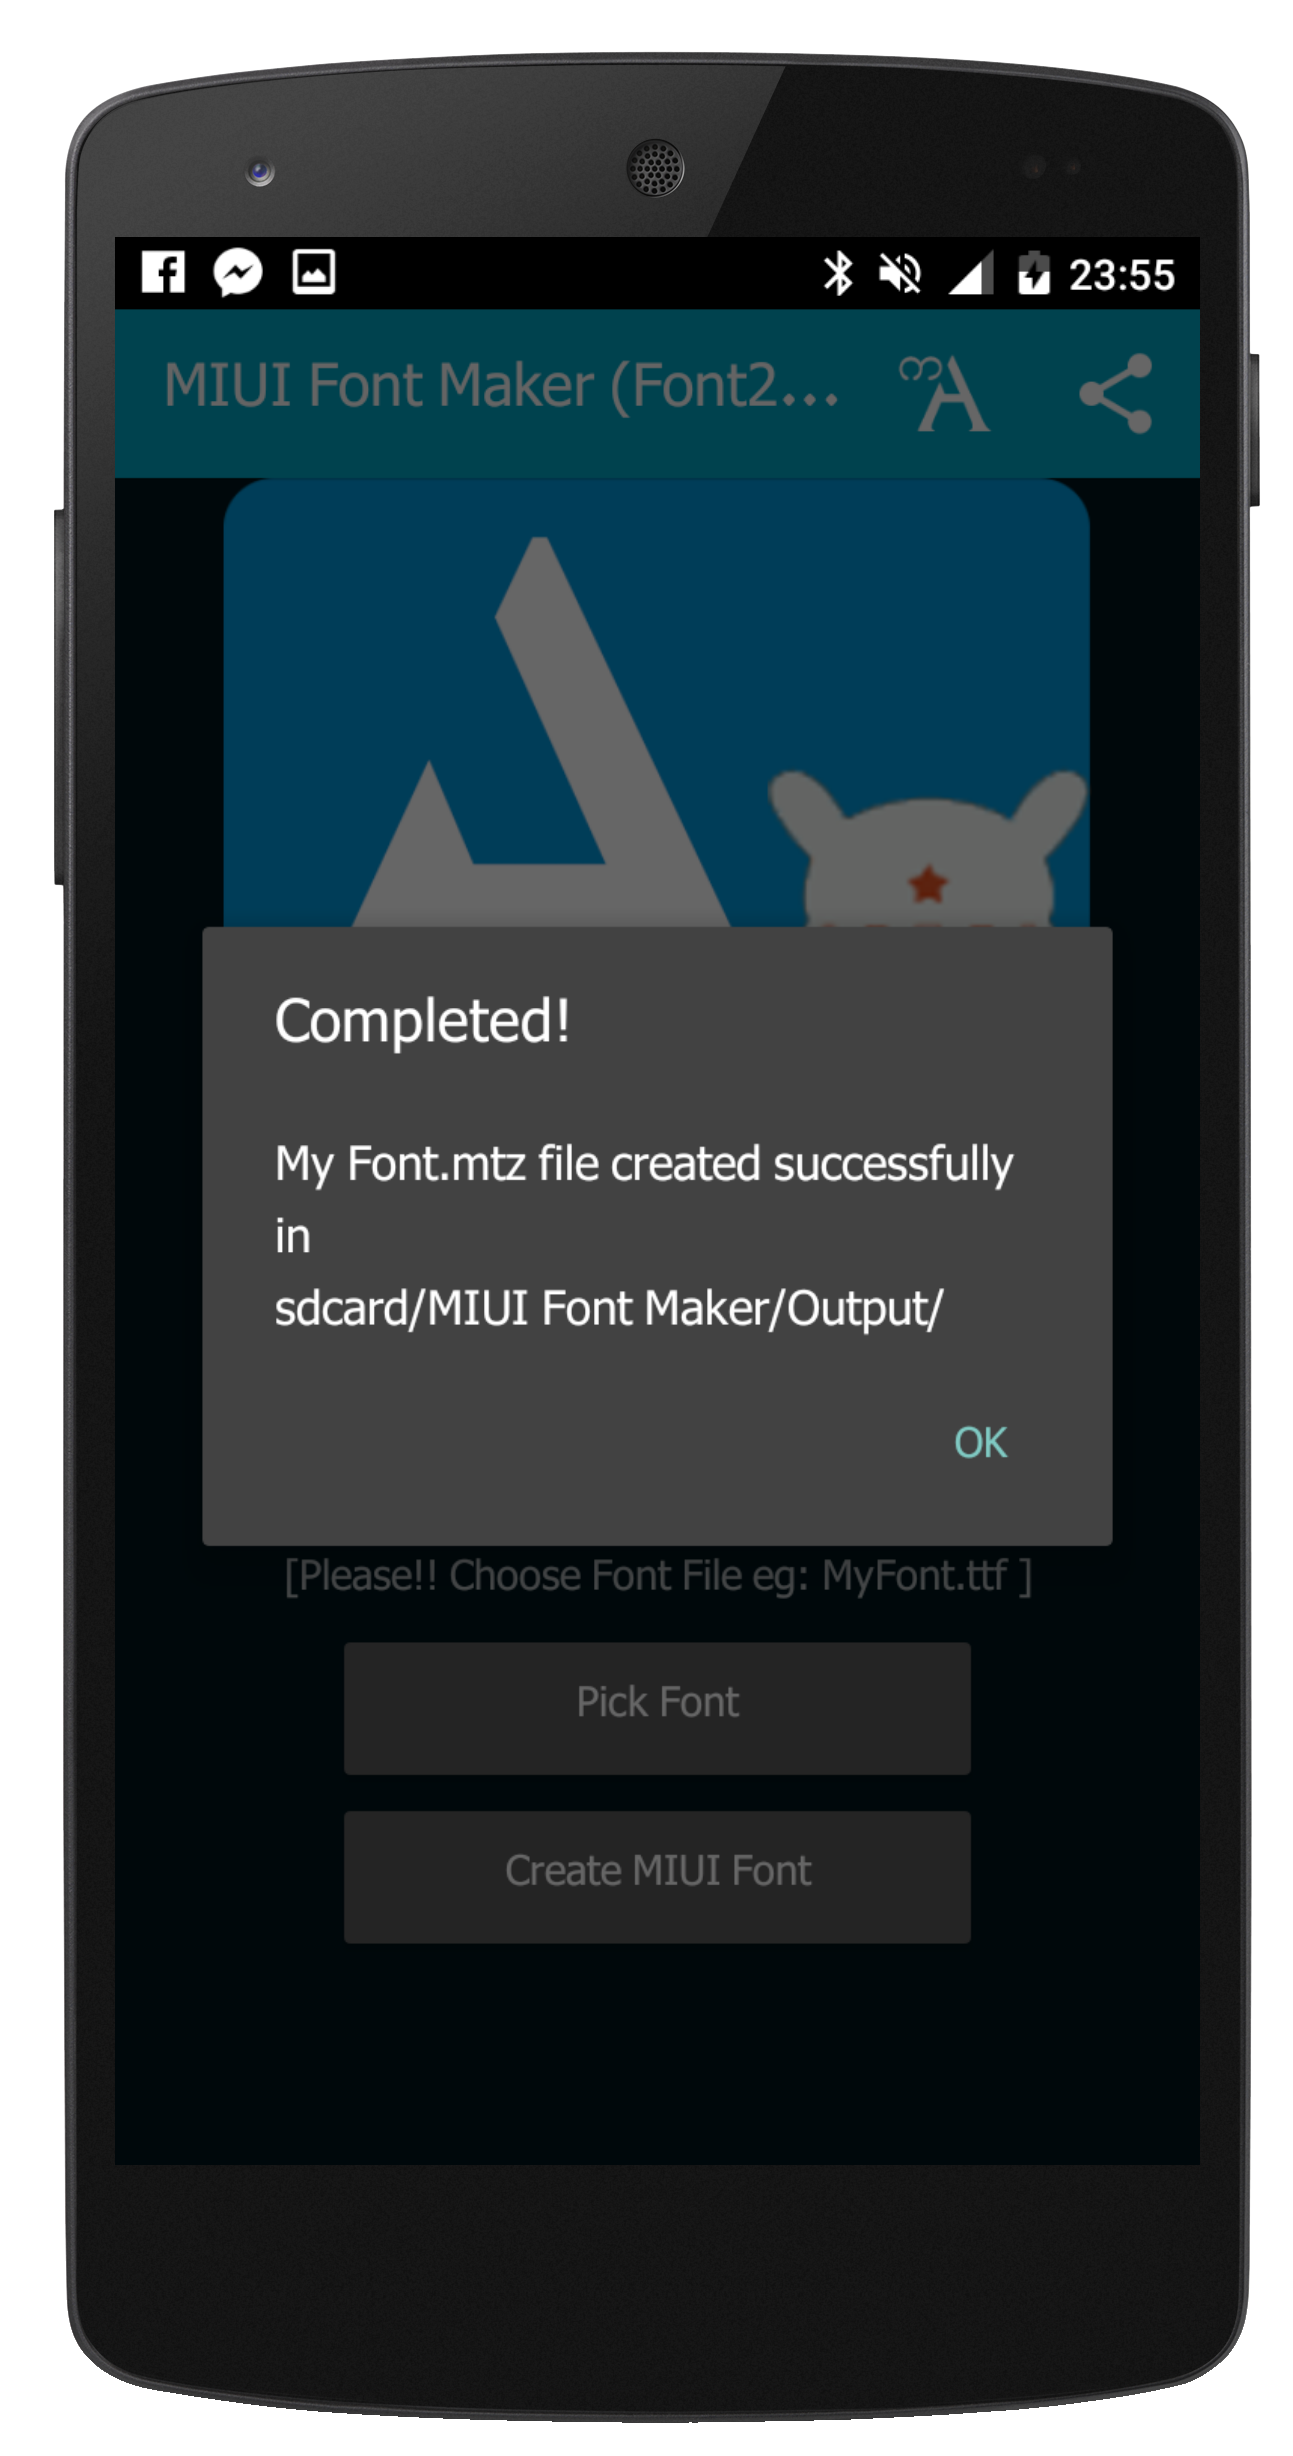 23:55
MIUI Font Maker (Font2...
Completed!
My Font.mtz file created successfully
in
sdcard/MIUI Font Maker/Output/
OK
[Please!! Choose Font File eg: MyFont.ttf ]
Pick Font
Create MIUI Font